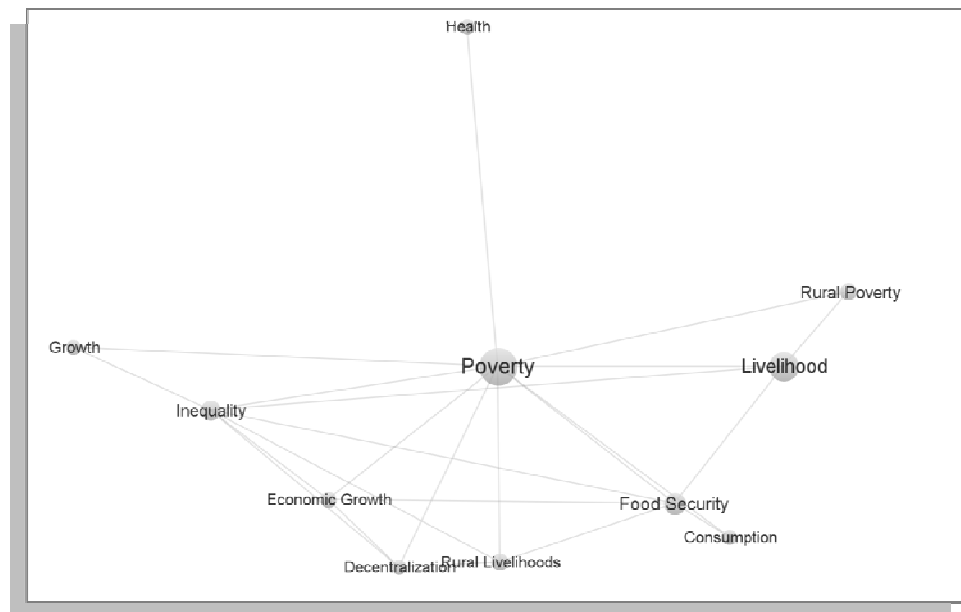 Health
Rural Poverty
Growth
Poverty
Livelihood
Inequality
Economic Growth
Food Security
Consumption
Decentralization
Rural Livelihoods